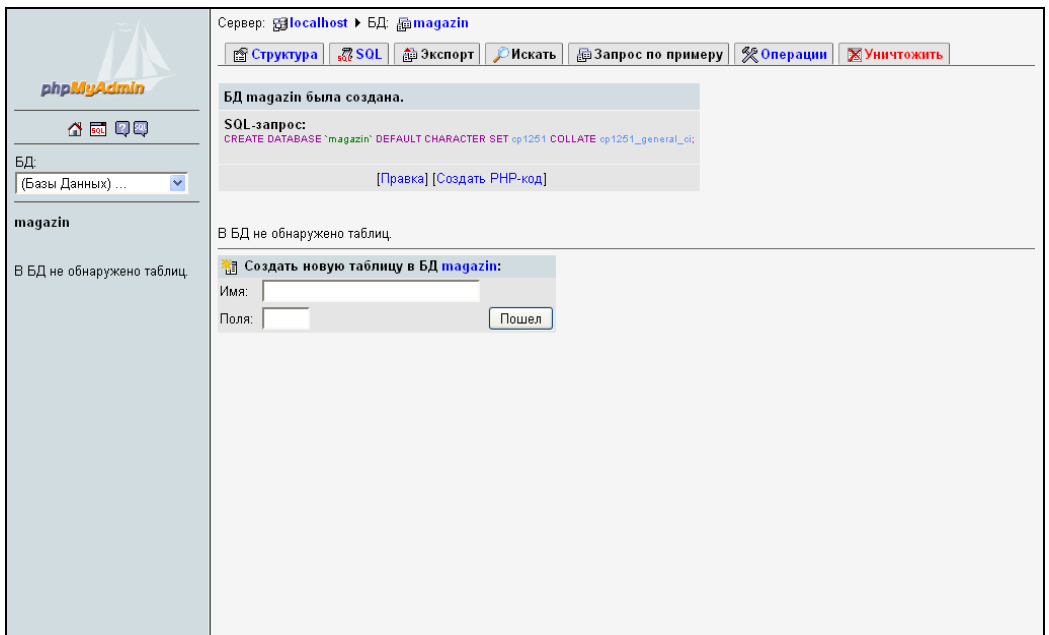 phpMyAdmin
БД:
(Базы Данных) ...
magazin
В БД не обнаружено таблиц.
Сервер: localhost ▸ БД: magazin
Структура SQL Экспорт Искать Запрос по примеру Операции Уничтожить
БД magazin была создана.
SQL-запрос:
CREATE DATABASE `magazin` DEFAULT CHARACTER SET cp1251 COLLATE cp1251_general_ci;
[Правка] [Создать PHP-код]
В БД не обнаружено таблиц.
Создать новую таблицу в БД magazin:
Имя:
Поля: Пошел